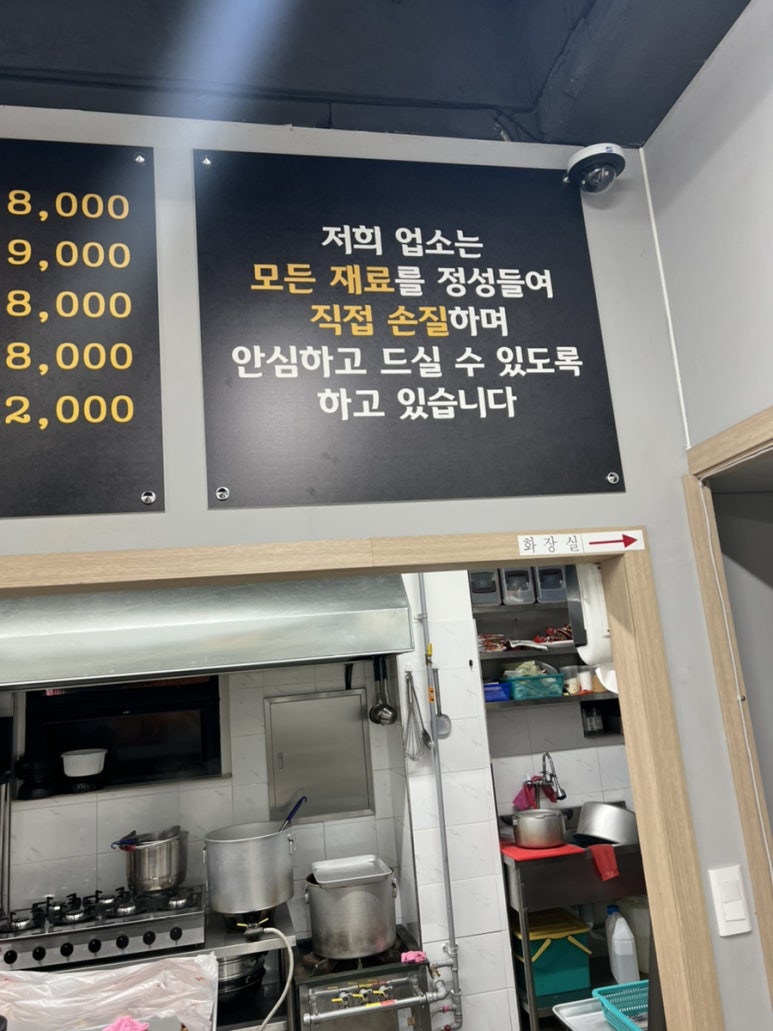 8,000
9,000
8,000
8,000
2,000
저희 업소는
모든 재료를 정성들여
직접 손질하며
안심하고 드실 수 있도록
하고 있습니다
화장실